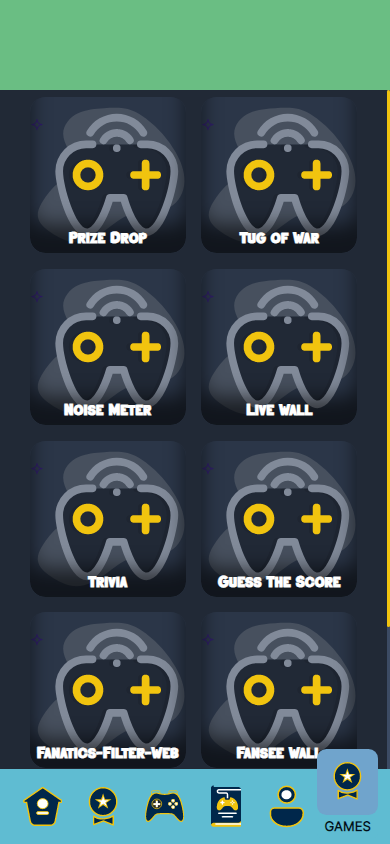 Prize Drop
Tug of War
Noise Meter
Live Wall
Trivia
Guess The Score
Fanatics-Filter-Web
Fansee Wall
GAMES